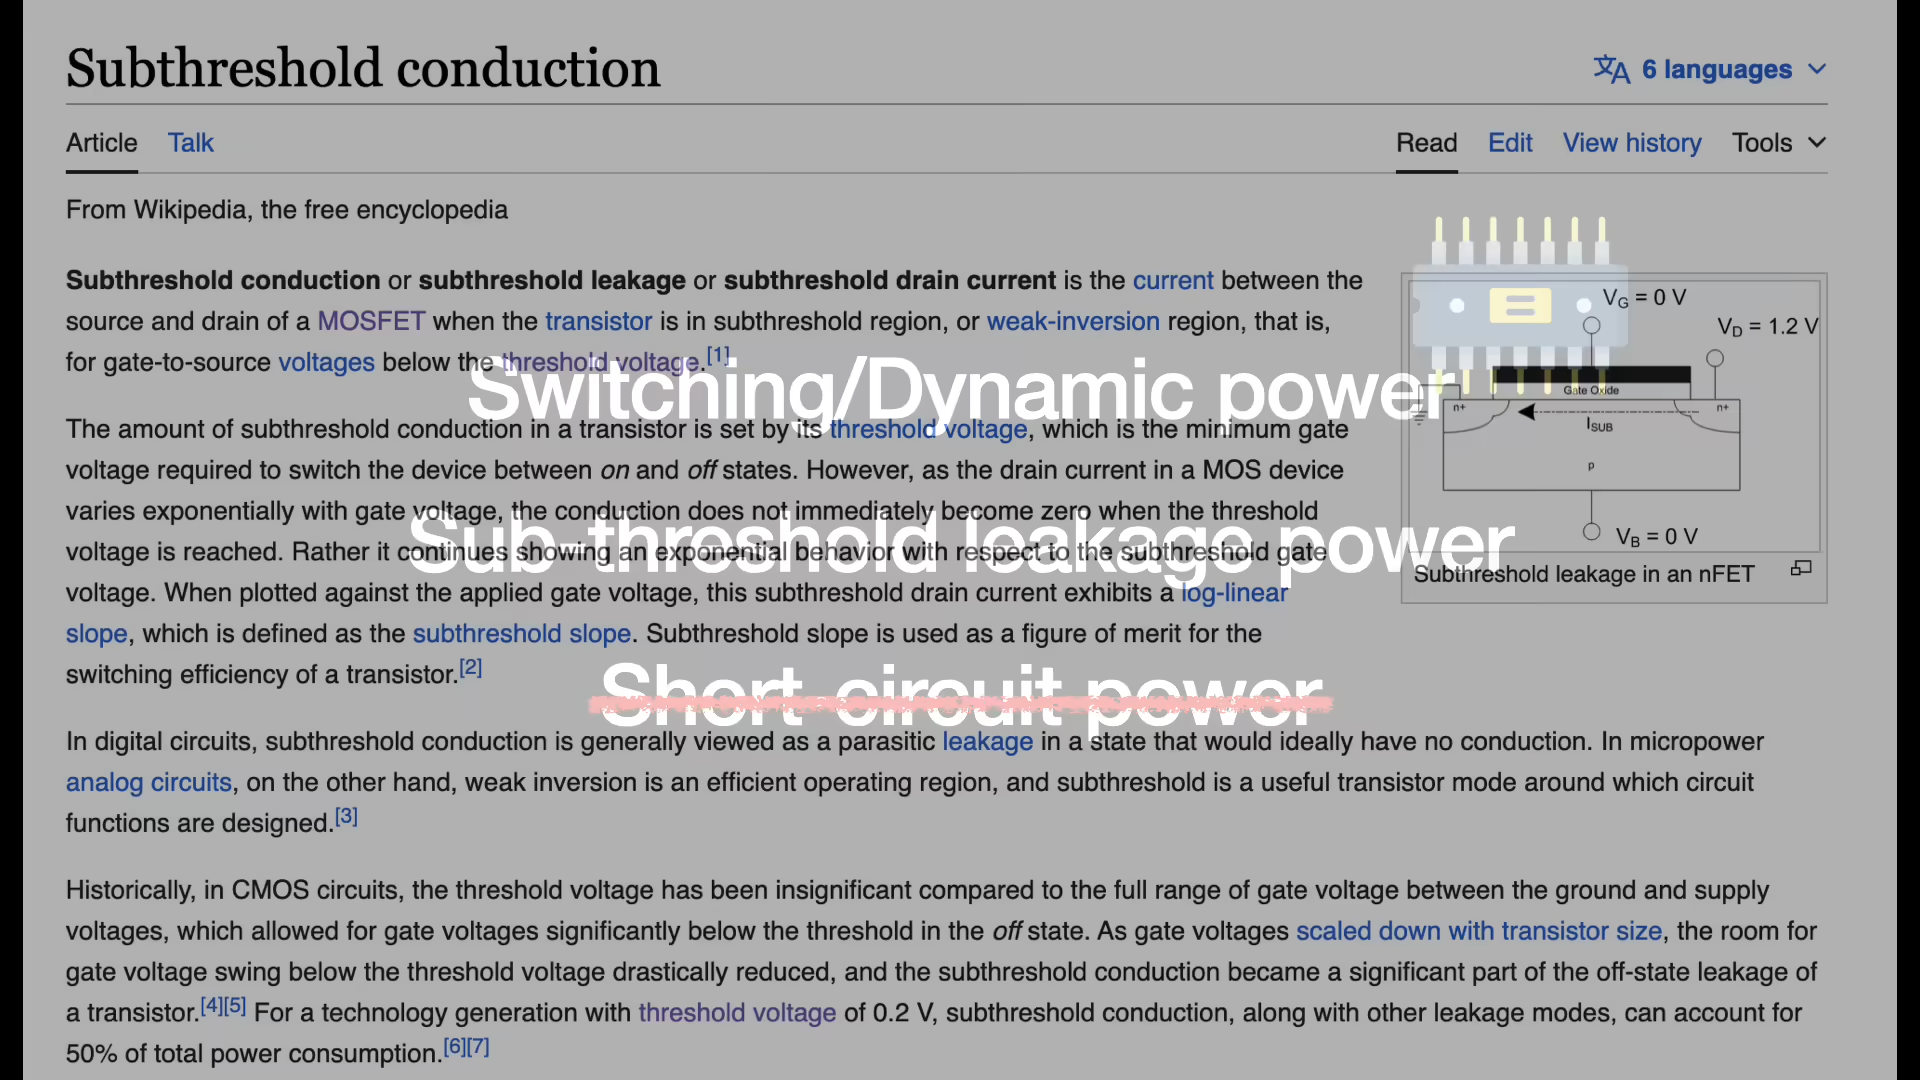 Subthreshold conduction
6 languages
Article Talk
Read Edit View history Tools
From Wikipedia, the free encyclopedia
Subthreshold conduction or subthreshold leakage or subthreshold drain current is the current between the
source and drain of a MOSFET when the transistor is in subthreshold region, or weak-inversion region, that is,
for gate-to-source voltages below the threshold voltage.[1]
Switching/Dynamic power
The amount of subthreshold conduction in a transistor is set by its threshold voltage, which is the minimum gate
voltage required to switch the device between on and off states. However, as the drain current in a MOS device
varies exponentially with gate voltage, the conduction does not immediately become zero when the threshold
Sub-threshold leakage power
voltage is reached. Rather it continues showing an exponential behavior with respect to the subthreshold gate
voltage. When plotted against the applied gate voltage, this subthreshold drain current exhibits a log-linear
slope, which is defined as the subthreshold slope. Subthreshold slope is used as a figure of merit for the
switching efficiency of a transistor.[2]
Short-circuit power
VG = 0 V
VD = 1.2 V
Gate Oxide
n+
n+
ISUB
p
VB = 0 V
Subthreshold leakage in an nFET
In digital circuits, subthreshold conduction is generally viewed as a parasitic leakage in a state that would ideally have no conduction. In micropower
analog circuits, on the other hand, weak inversion is an efficient operating region, and subthreshold is a useful transistor mode around which circuit
functions are designed.[3]
Historically, in CMOS circuits, the threshold voltage has been insignificant compared to the full range of gate voltage between the ground and supply
voltages, which allowed for gate voltages significantly below the threshold in the off state. As gate voltages scaled down with transistor size, the room for
gate voltage swing below the threshold voltage drastically reduced, and the subthreshold conduction became a significant part of the off-state leakage of
a transistor.[4][5] For a technology generation with threshold voltage of 0.2 V, subthreshold conduction, along with other leakage modes, can account for
50% of total power consumption.[6][7]